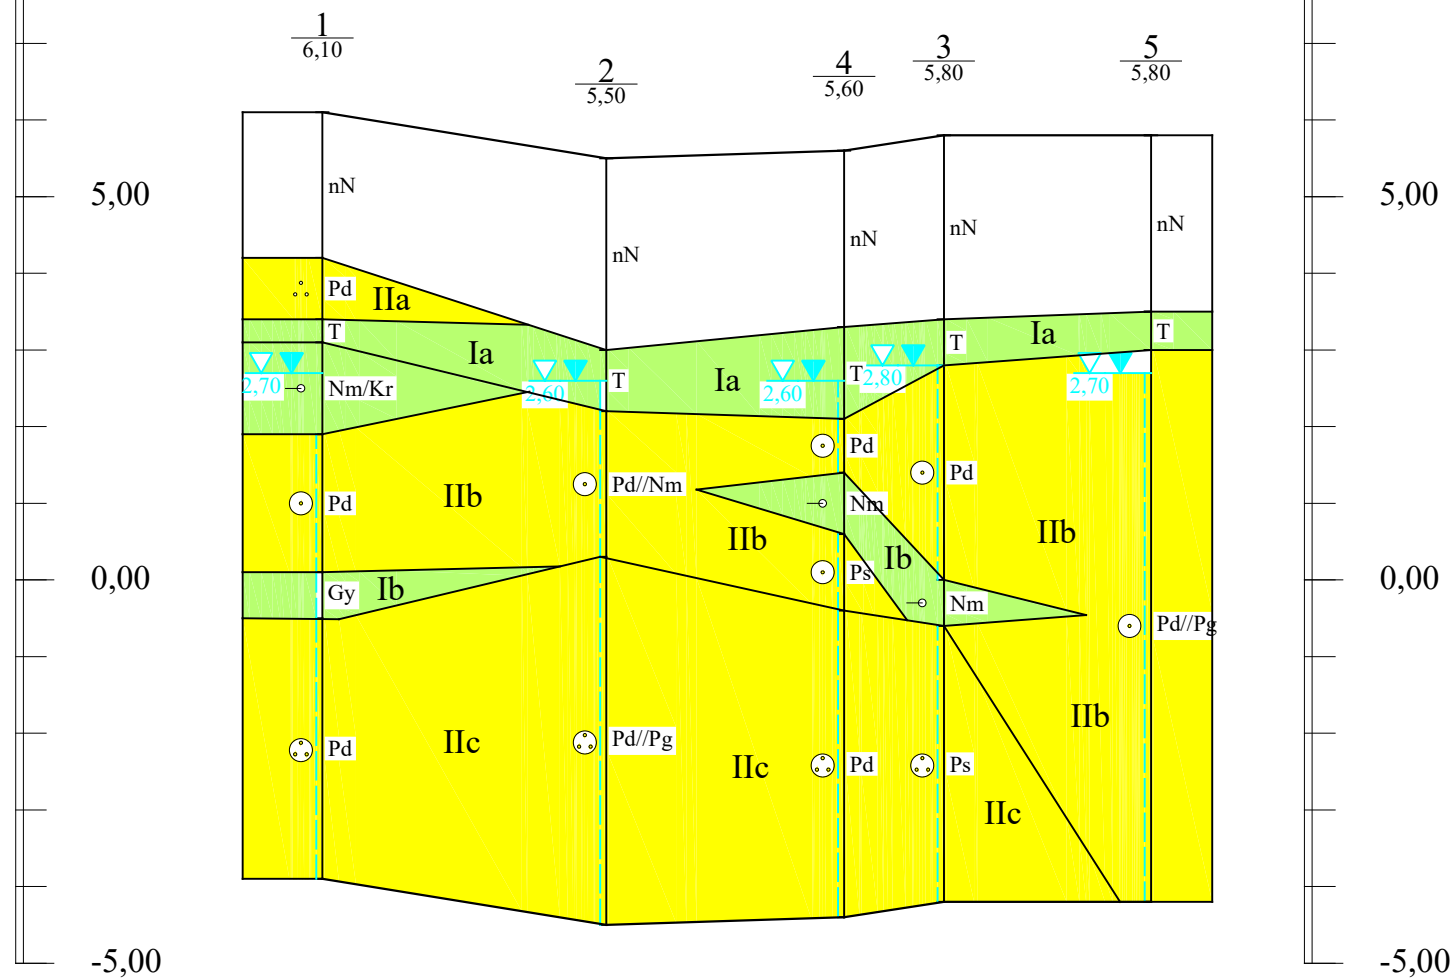 1
6,10
2
5,50
4
5,60
3
5,80
5
5,80
5,00
5,00
nN
nN
nN
nN
nN
Pd
IIa
T
Ia
T
Ia
T
T
Ia
T
2,70
Nm/Kr
2,60
2,60
2,80
2,70
Pd
Pd
Pd
IIb
Pd//Nm
Pd
Nm
IIb
IIb
Ib
0,00
0,00
Gy
Ib
Ps
Nm
Pd//Pg
Pd
IIc
Pd//Pg
IIc
Pd
Ps
IIb
IIc
-5,00
-5,00